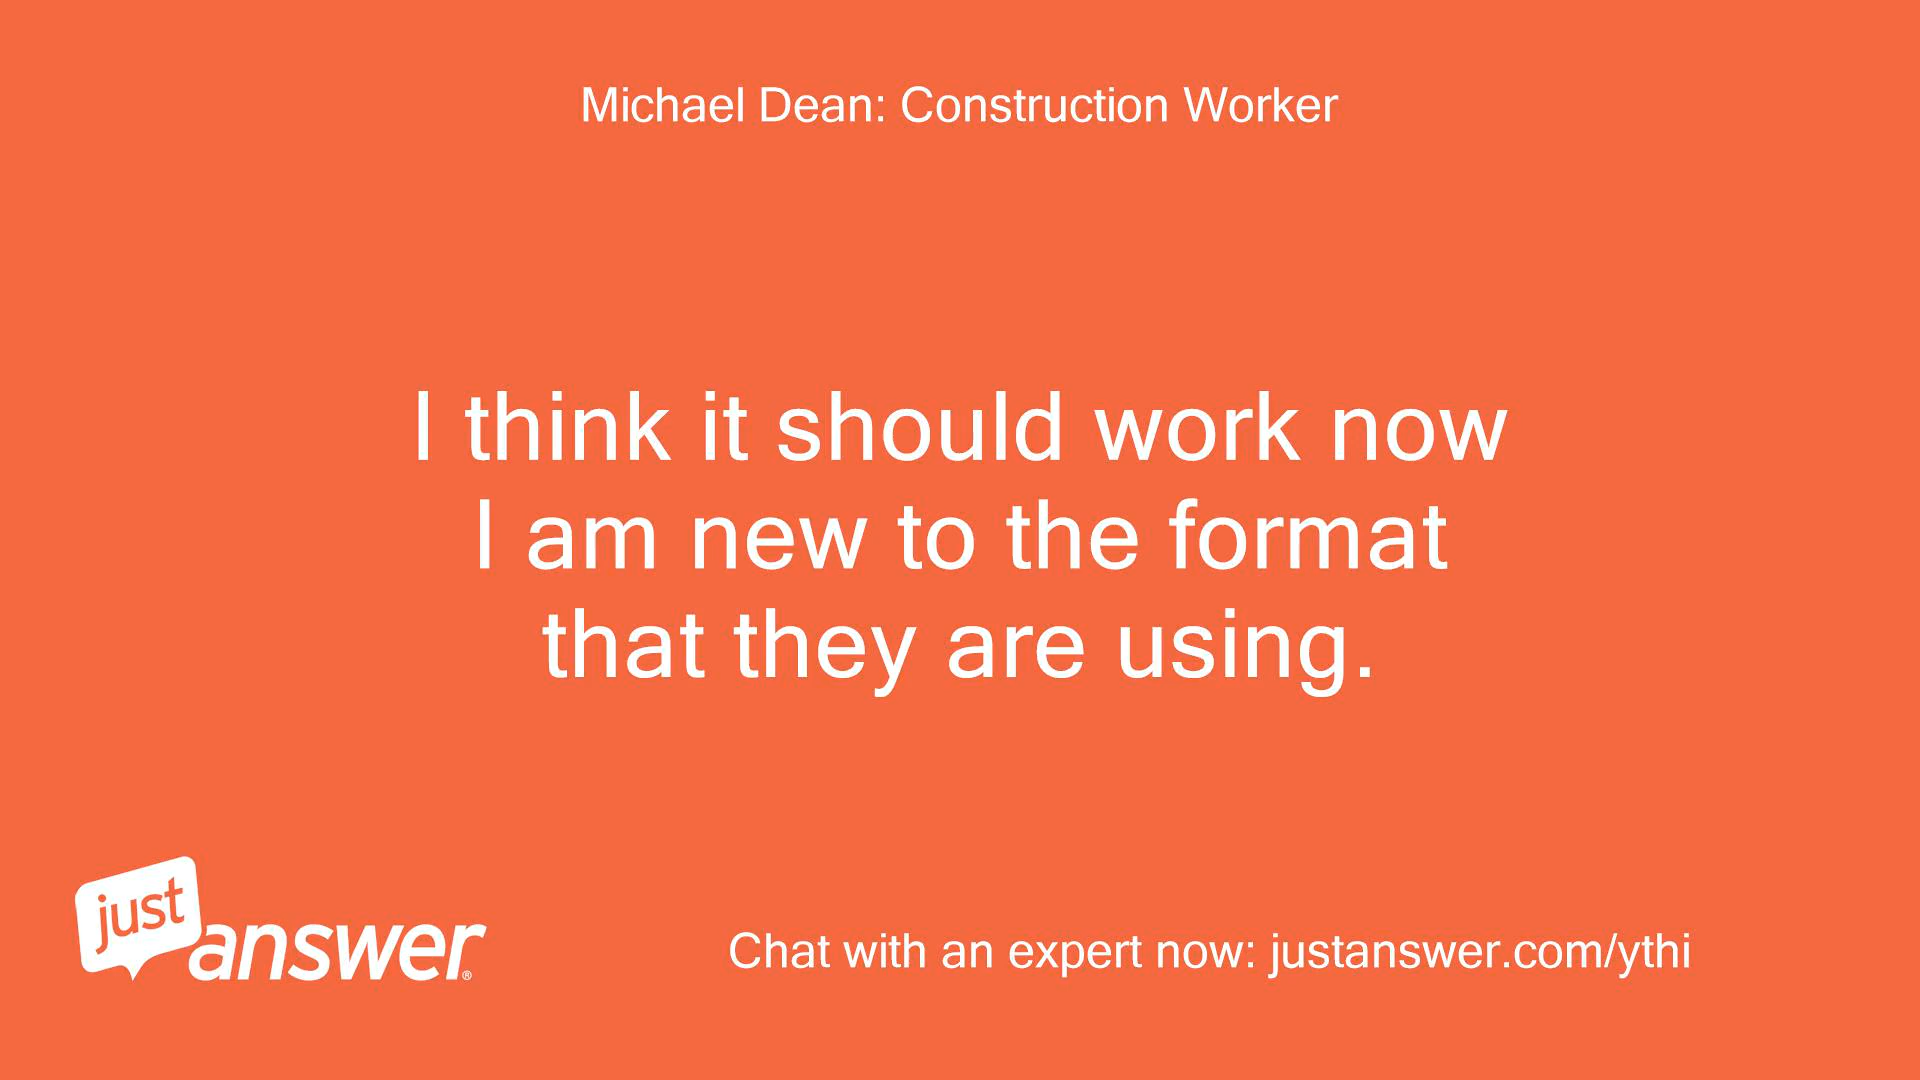 Michael Dean: Construction Worker
I think it should work now
I am new to the format
that they are using.
just
answer®
Chat with an expert now: justanswer.com/ythi